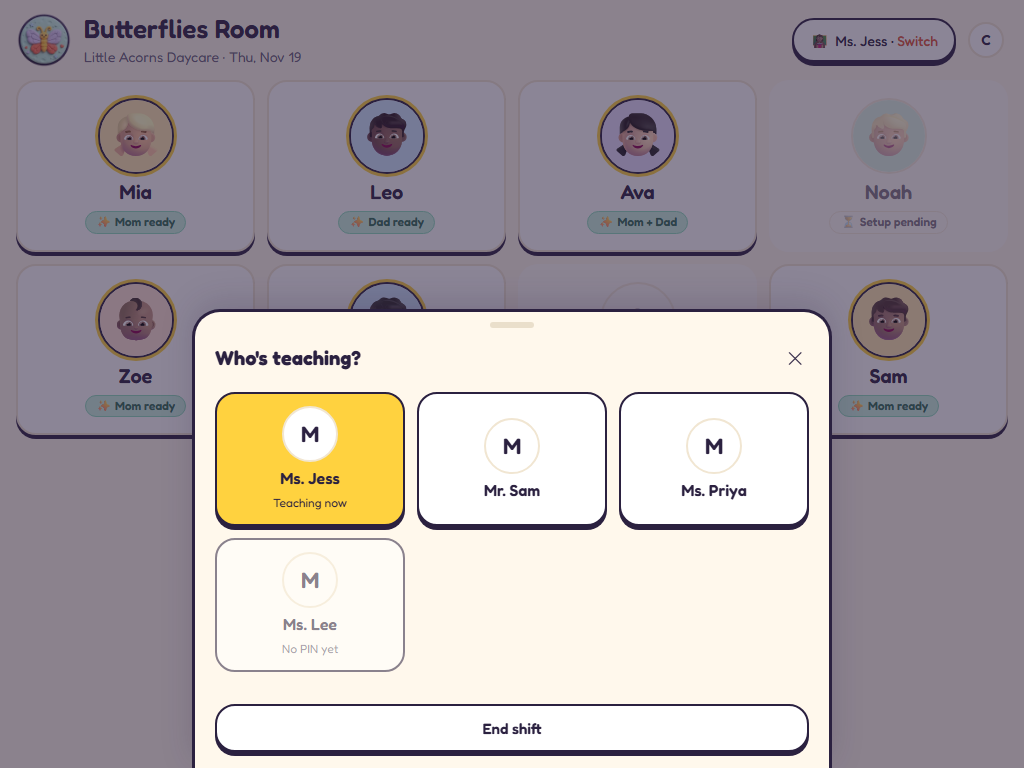 Butterflies Room
Little Acorns Daycare · Thu, Nov 19
Ms. Jess · Switch
C
Mia
Leo
Ava
Noah
Mom ready
Dad ready
Mom + Dad
Setup pending
Zoe
Sam
Mom ready
Mom ready
Who's teaching?
M
M
M
Ms. Jess
Mr. Sam
Ms. Priya
Teaching now
M
Ms. Lee
No PIN yet
End shift